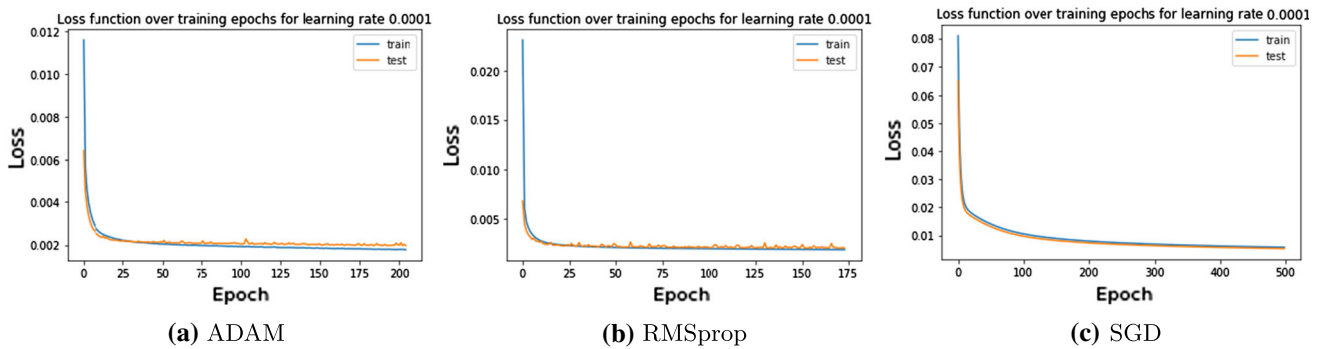 Loss function over training epochs for learning rate 0.0001
0.012
0.010
0.008
0.006
0.004
0.002
Loss
train
test
0 25 50 75 100 125 150 175 200
Epoch
(a) ADAM
Loss function over training epochs for learning rate 0.0001
0.020
0.015
0.010
0.005
Loss
train
test
0 25 50 75 100 125 150 175
Epoch
(b) RMSprop
Loss function over training epochs for learning rate 0.0001
0.08
0.07
0.06
0.05
0.04
0.03
0.02
0.01
Loss
train
test
0 100 200 300 400 500
Epoch
(c) SGD